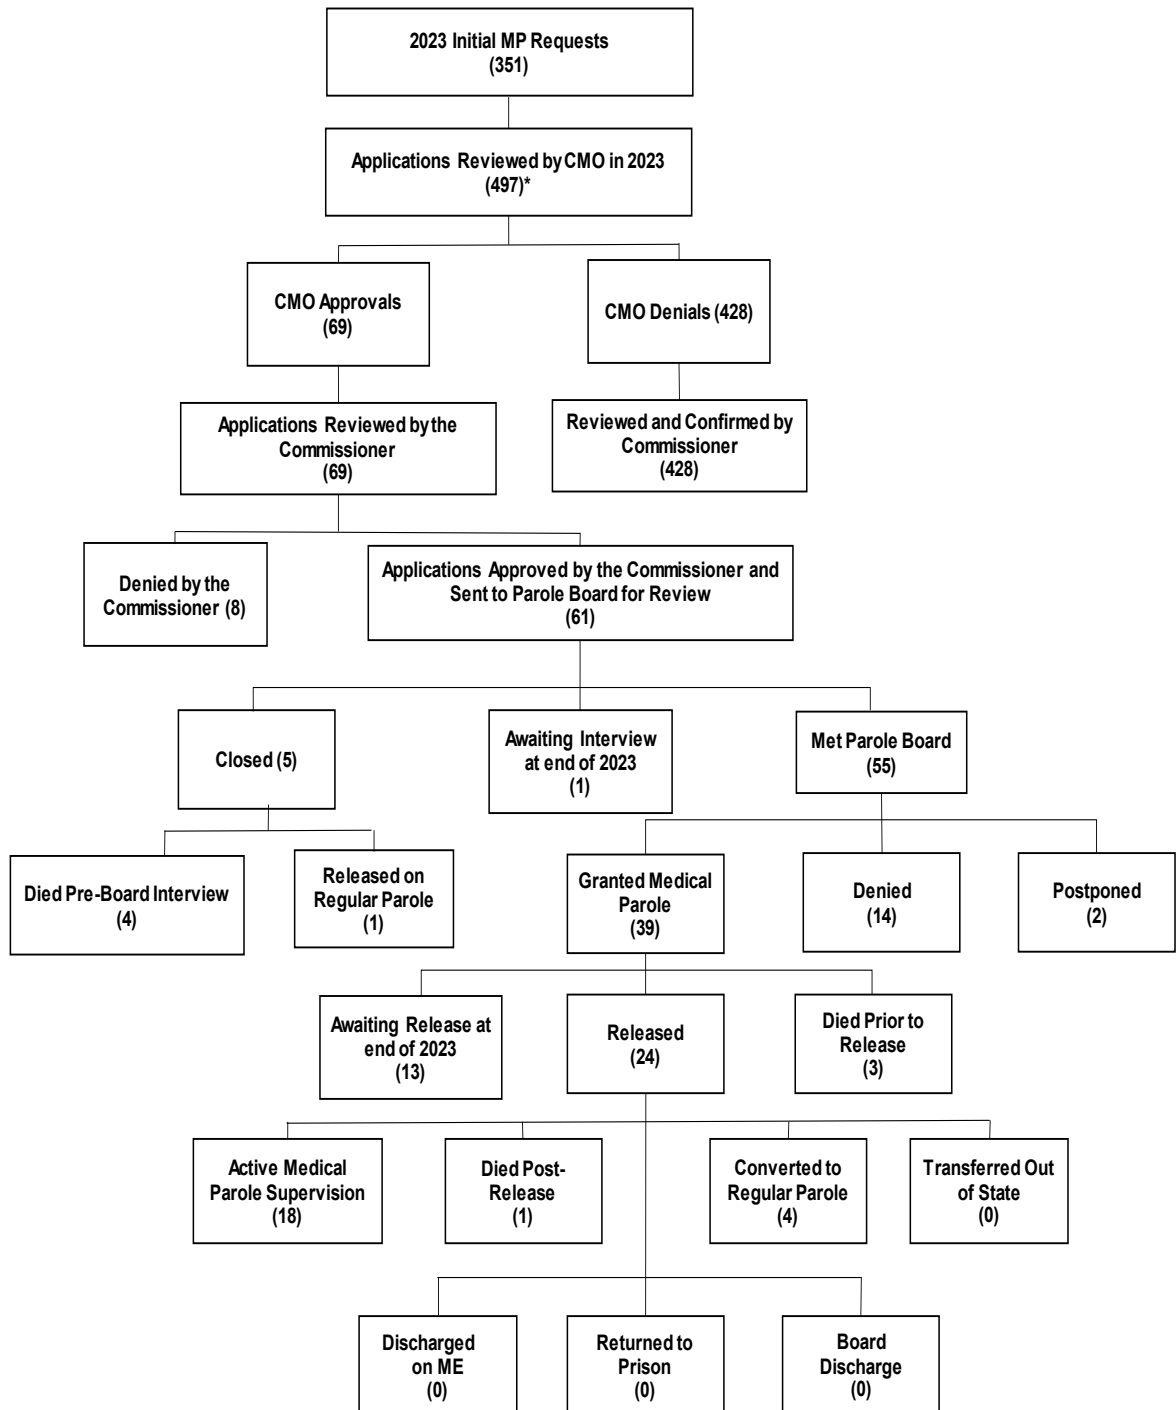 2023 Initial MP Requests
(351)
Applications Reviewed by CMO in 2023
(497)*
CMO Approvals
(69)
CMO Denials (428)
Applications Reviewed by the
Commissioner
(69)
Reviewed and Confirmed by
Commissioner
(428)
Denied by the
Commissioner (8)
Applications Approved by the Commissioner and
Sent to Parole Board for Review
(61)
Closed (5)
Awaiting Interview
at end of 2023
(1)
Met Parole Board
(55)
Died Pre-Board Interview
(4)
Released on
Regular Parole
(1)
Granted Medical
Parole
(39)
Denied
(14)
Postponed
(2)
Awaiting Release at
end of 2023
(13)
Released
(24)
Died Prior to
Release
(3)
Active Medical
Parole Supervision
(18)
Died Post-
Release
(1)
Converted to
Regular Parole
(4)
Transferred Out
of State
(0)
Discharged
on ME
(0)
Returned to
Prison
(0)
Board
Discharge
(0)